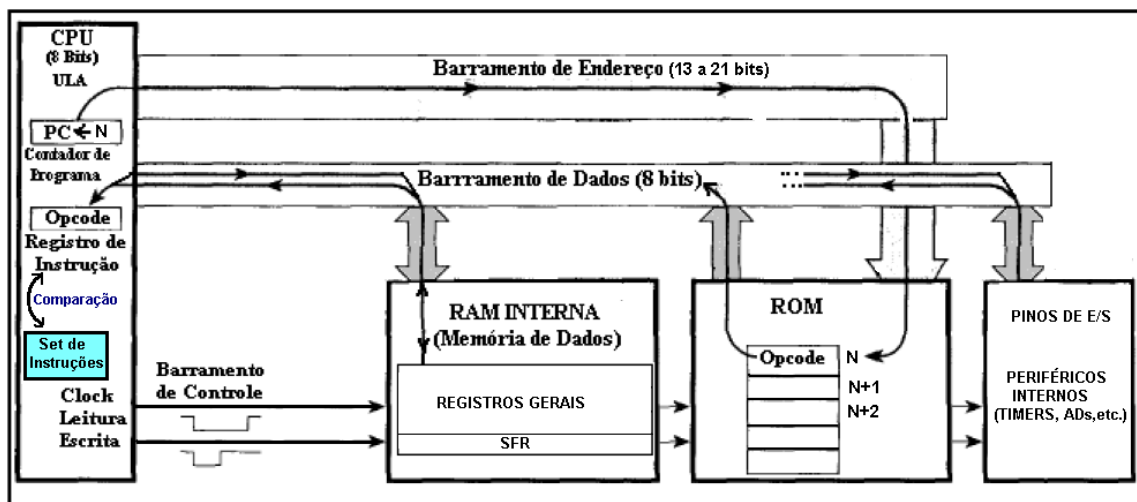 CPU
(8 Bits)
ULA
PC ← N
Contador de
Programa
Opcode
Registro de
Instrução
Comparação
Set de
Instruções
Clock
Leitura
Escrita
Barramento de Endereço (13 a 21 bits)
Barrramento de Dados (8 bits)
Barramento
de Controle
RAM INTERNA
(Memória de Dados)
REGISTROS GERAIS
SFR
ROM
Opcode N
N+1
N+2
PINOS DE E/S
PERIFÉRICOS
INTERNOS
(TIMERS, ADs,etc.)